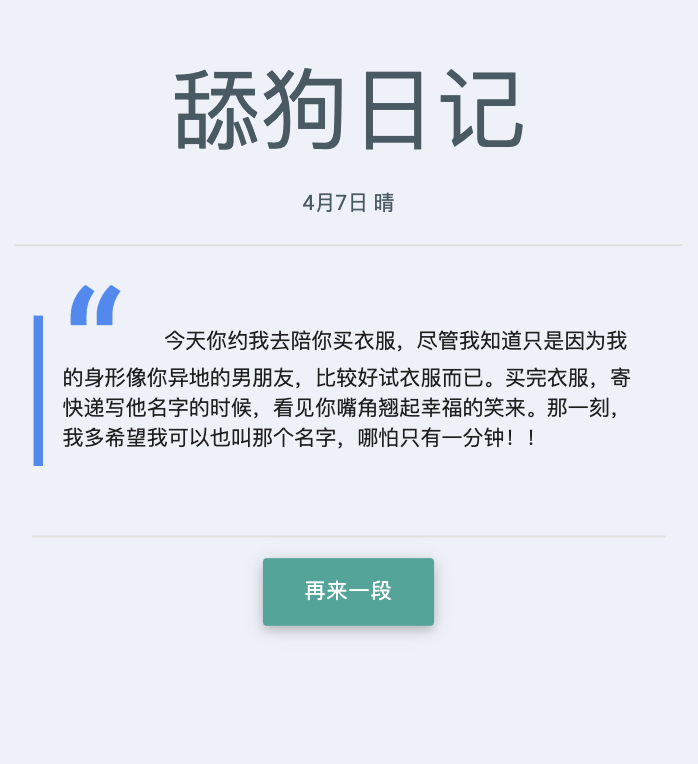 舔狗日记
4月7日 晴
“ 今天你约我去陪你买衣服，尽管我知道只是因为我
的身形像你异地的男朋友，比较好试衣服而已。买完衣服，寄
快递写他名字的时候，看见你嘴角翘起幸福的笑来。那一刻，
我多希望我可以也叫那个名字，哪怕只有一分钟！！
再来一段